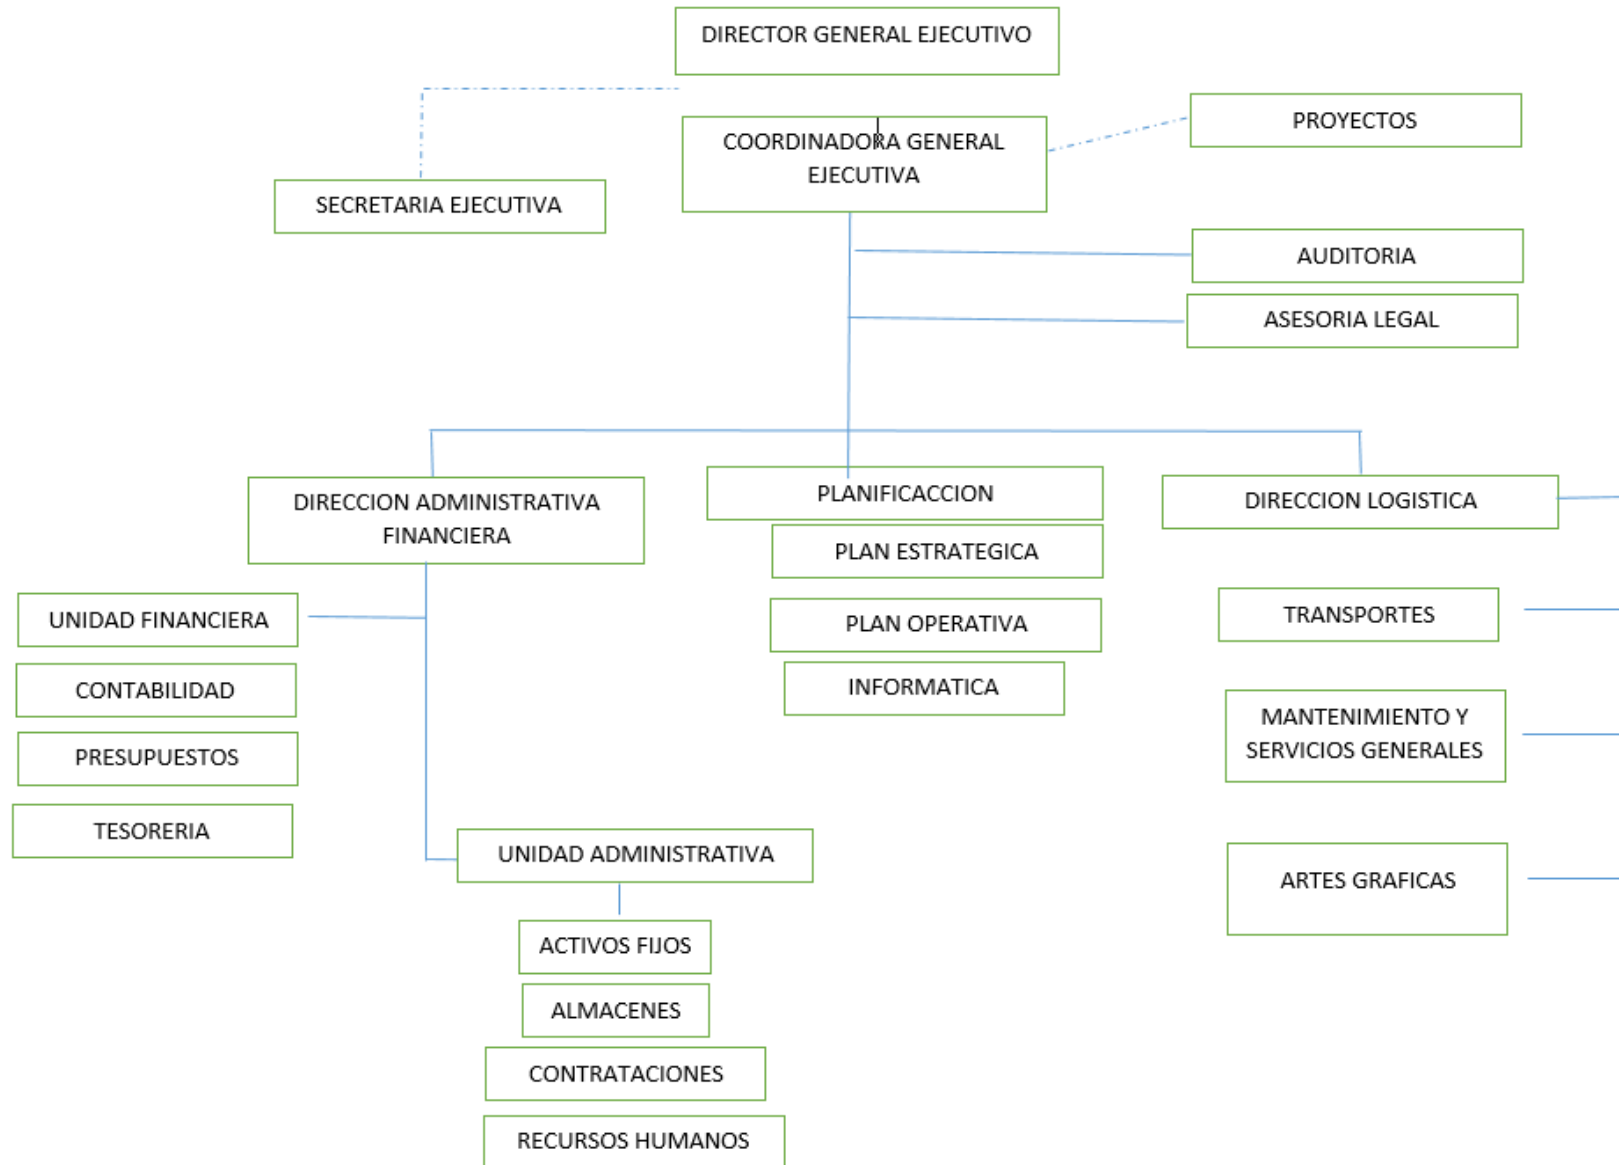 DIRECTOR GENERAL EJECUTIVO
PROYECTOS
COORDINADORA GENERAL
EJECUTIVA
SECRETARIA EJECUTIVA
AUDITORIA
ASESORIA LEGAL
DIRECCION ADMINISTRATIVA
FINANCIERA
PLANIFICACCION
DIRECCION LOGISTICA
PLAN ESTRATEGICA
UNIDAD FINANCIERA
PLAN OPERATIVA
TRANSPORTES
CONTABILIDAD
INFORMATICA
MANTENIMIENTO Y
SERVICIOS GENERALES
PRESUPUESTOS
TESORERIA
UNIDAD ADMINISTRATIVA
ARTES GRAFICAS
ACTIVOS FIJOS
ALMACENES
CONTRATACIONES
RECURSOS HUMANOS